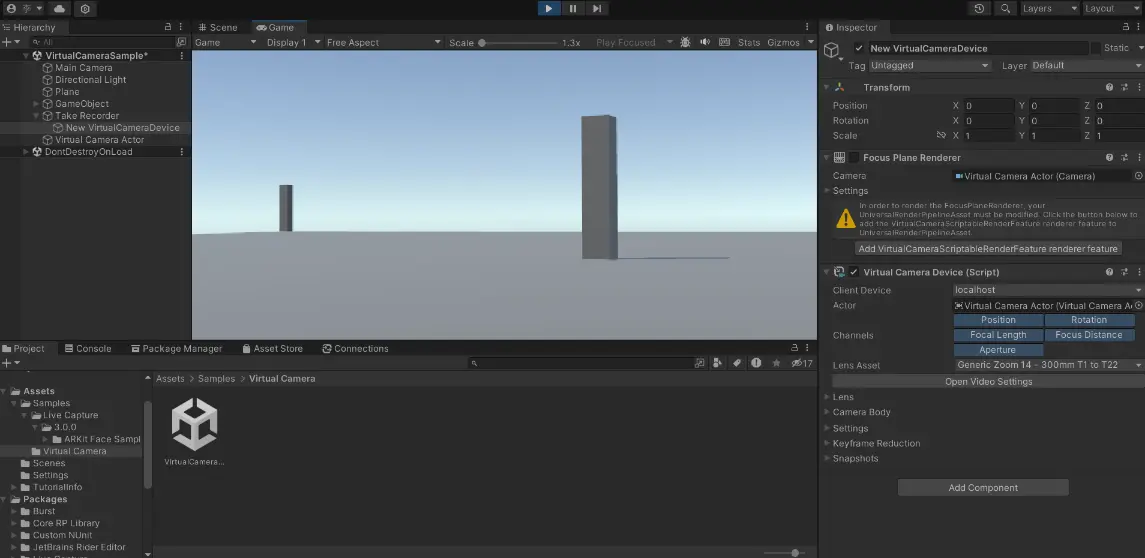 Layers
Layout
Hierarchy
All
VirtualCameraSample*
Main Camera
Directional Light
Plane
GameObject
Take Recorder
New VirtualCameraDevice
Virtual Camera Actor
DontDestroyOnLoad
Scene
Game
Game
Display 1
Free Aspect
Scale
1.3x
Play Focused
Stats
Gizmos
Inspector
New VirtualCameraDevice
Static
Tag Untagged
Layer Default
Transform
Position X 0 Y 0 Z 0
Rotation X 0 Y 0 Z 0
Scale X 1 Y 1 Z 1
Focus Plane Renderer
Camera Virtual Camera Actor (Camera)
Settings
In order to render the FocusPlaneRenderer, your
UniversalRenderPipelineAsset must be modified. Click the button below to
add the VirtualCameraScriptableRenderFeature renderer feature to
UniversalRenderPipelineAsset.
Add VirtualCameraScriptableRenderFeature renderer feature
Virtual Camera Device (Script)
Client Device localhost
Actor Virtual Camera Actor (Virtual Camera A
Position Rotation
Channels Focal Length Focus Distance
Aperture
Lens Asset Generic Zoom 14 - 300mm T1 to T22
Open Video Settings
Lens
Camera Body
Settings
Keyframe Reduction
Snapshots
Add Component
Project
Console
Package Manager
Asset Store
Connections
17
Assets
Samples
Live Capture
3.0.0
ARKit Face Sampl
Virtual Camera
Scenes
Settings
TutorialInfo
Packages
Burst
Core RP Library
Custom NUnit
JetBrains Rider Editor
Assets > Samples > Virtual Camera
VirtualCamera...